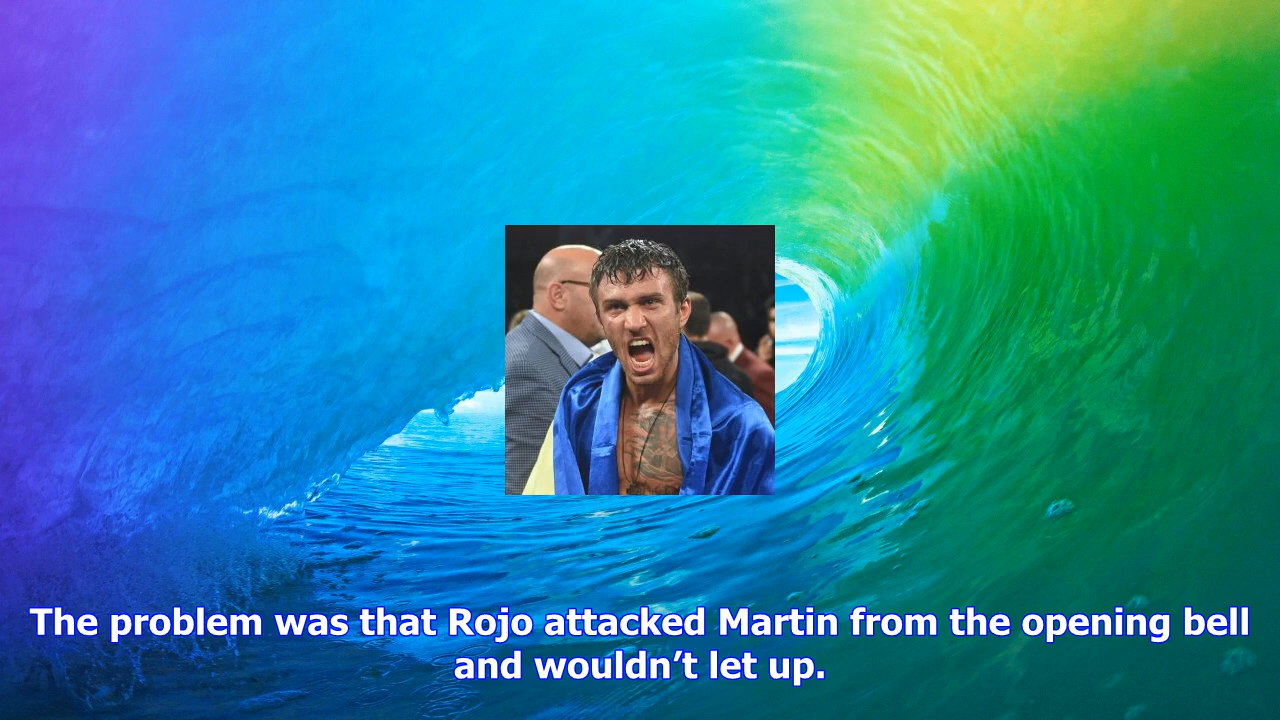 The problem was that Rojo attacked Martin from the opening bell
and wouldn’t let up.